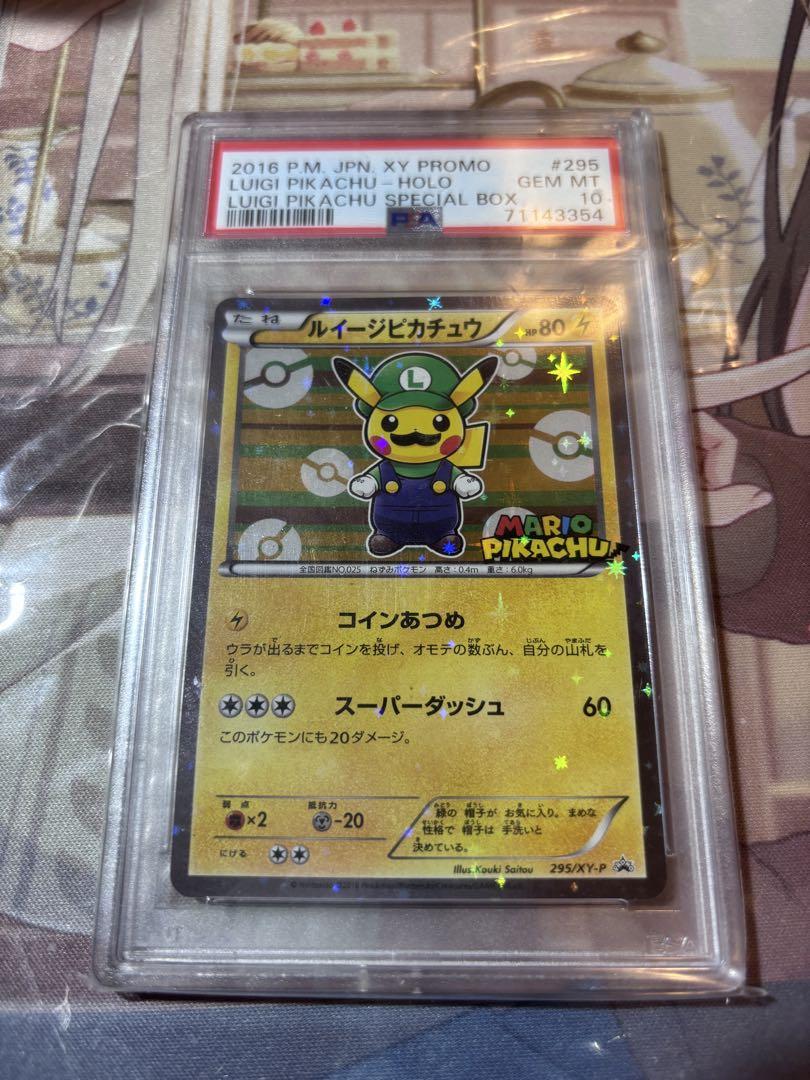 2016 P.M. JPN. XY PROMO #295
LUIGI PIKACHU-HOLO GEM MT
LUIGI PIKACHU SPECIAL BOX 10
PSA 71143354
たね ルイージピカチュウ HP80
L
MARIO
PIKACHU
全国図鑑NO.025 ねずみポケモン 高さ:0.4m 重さ:6.0kg
コインあつめ
ウラが出るまでコインを投げ、オモテの数ぶん、自分の山札を
引く。
スーパーダッシュ 60
このポケモンにも20ダメージ。
弱点 抵抗力
×2 -20
にげる
緑の 帽子が お気に入り。まめな
性格で 帽子は 手洗いと
決めている。
Illus.Kouki Saitou 295/XY-P